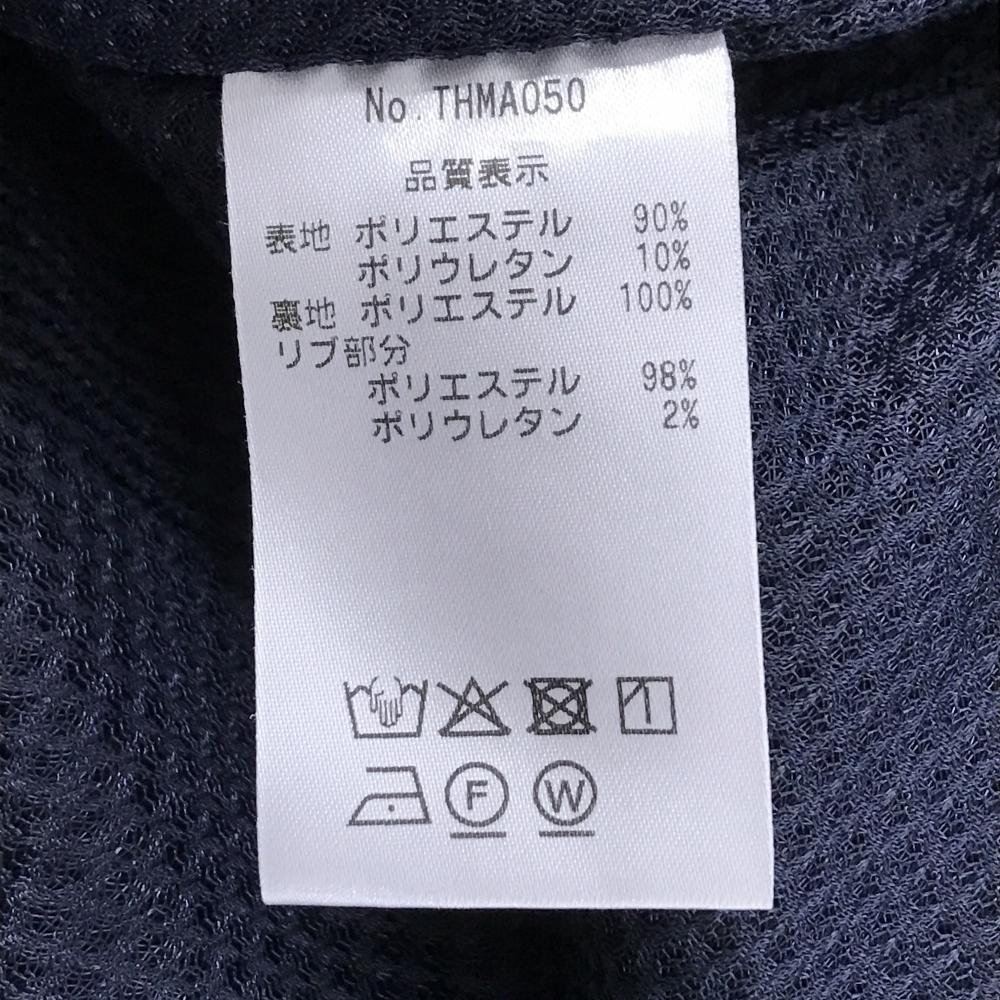 No.THMA050
品質表示
表地 ポリエステル 90%
ポリウレタン 10%
裏地 ポリエステル 100%
リブ部分
ポリエステル 98%
ポリウレタン 2%
F W